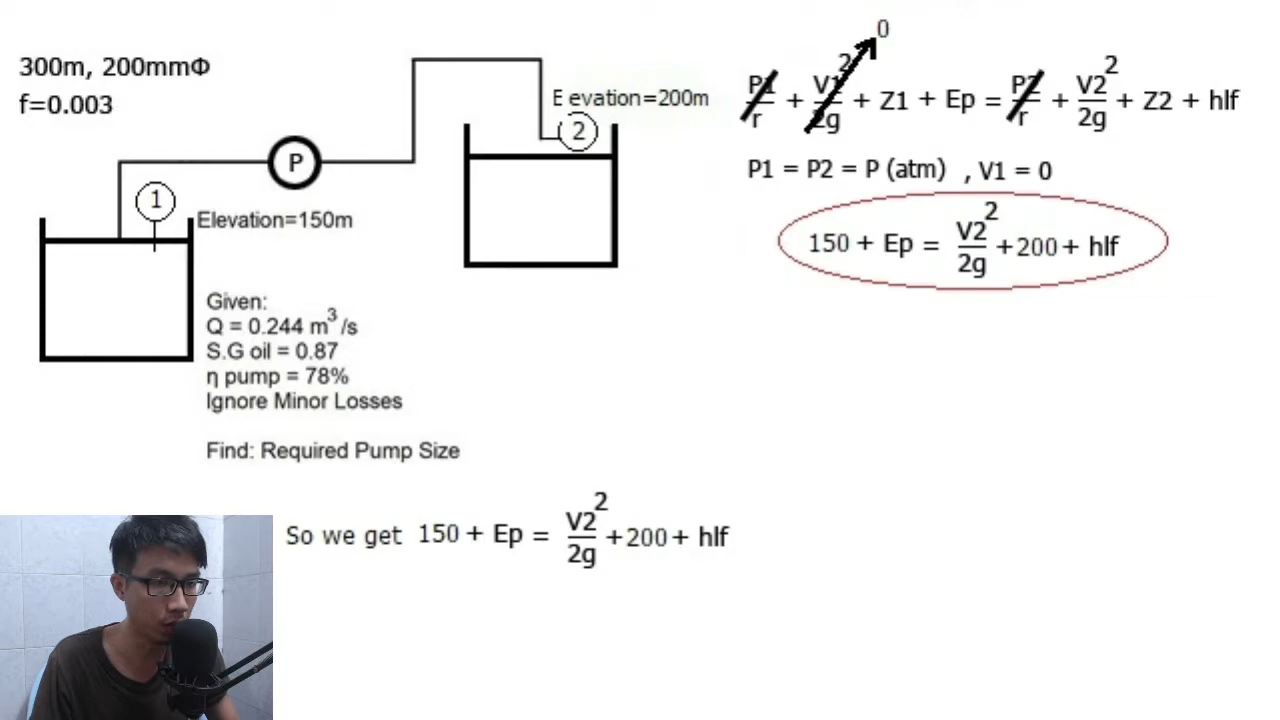 300m, 200mmΦ
f=0.003
P
1
Elevation=150m
E evation=200m
2
Given:
Q = 0.244 m³/s
S.G oil = 0.87
η pump = 78%
Ignore Minor Losses
Find: Required Pump Size
0
P1/r + V1²/2g + Z1 + Ep = P2/r + V2²/2g + Z2 + hlf
P1 = P2 = P (atm) , V1 = 0
150 + Ep = V2²/2g +200 + hlf
So we get 150 + Ep = V2²/2g +200 + hlf